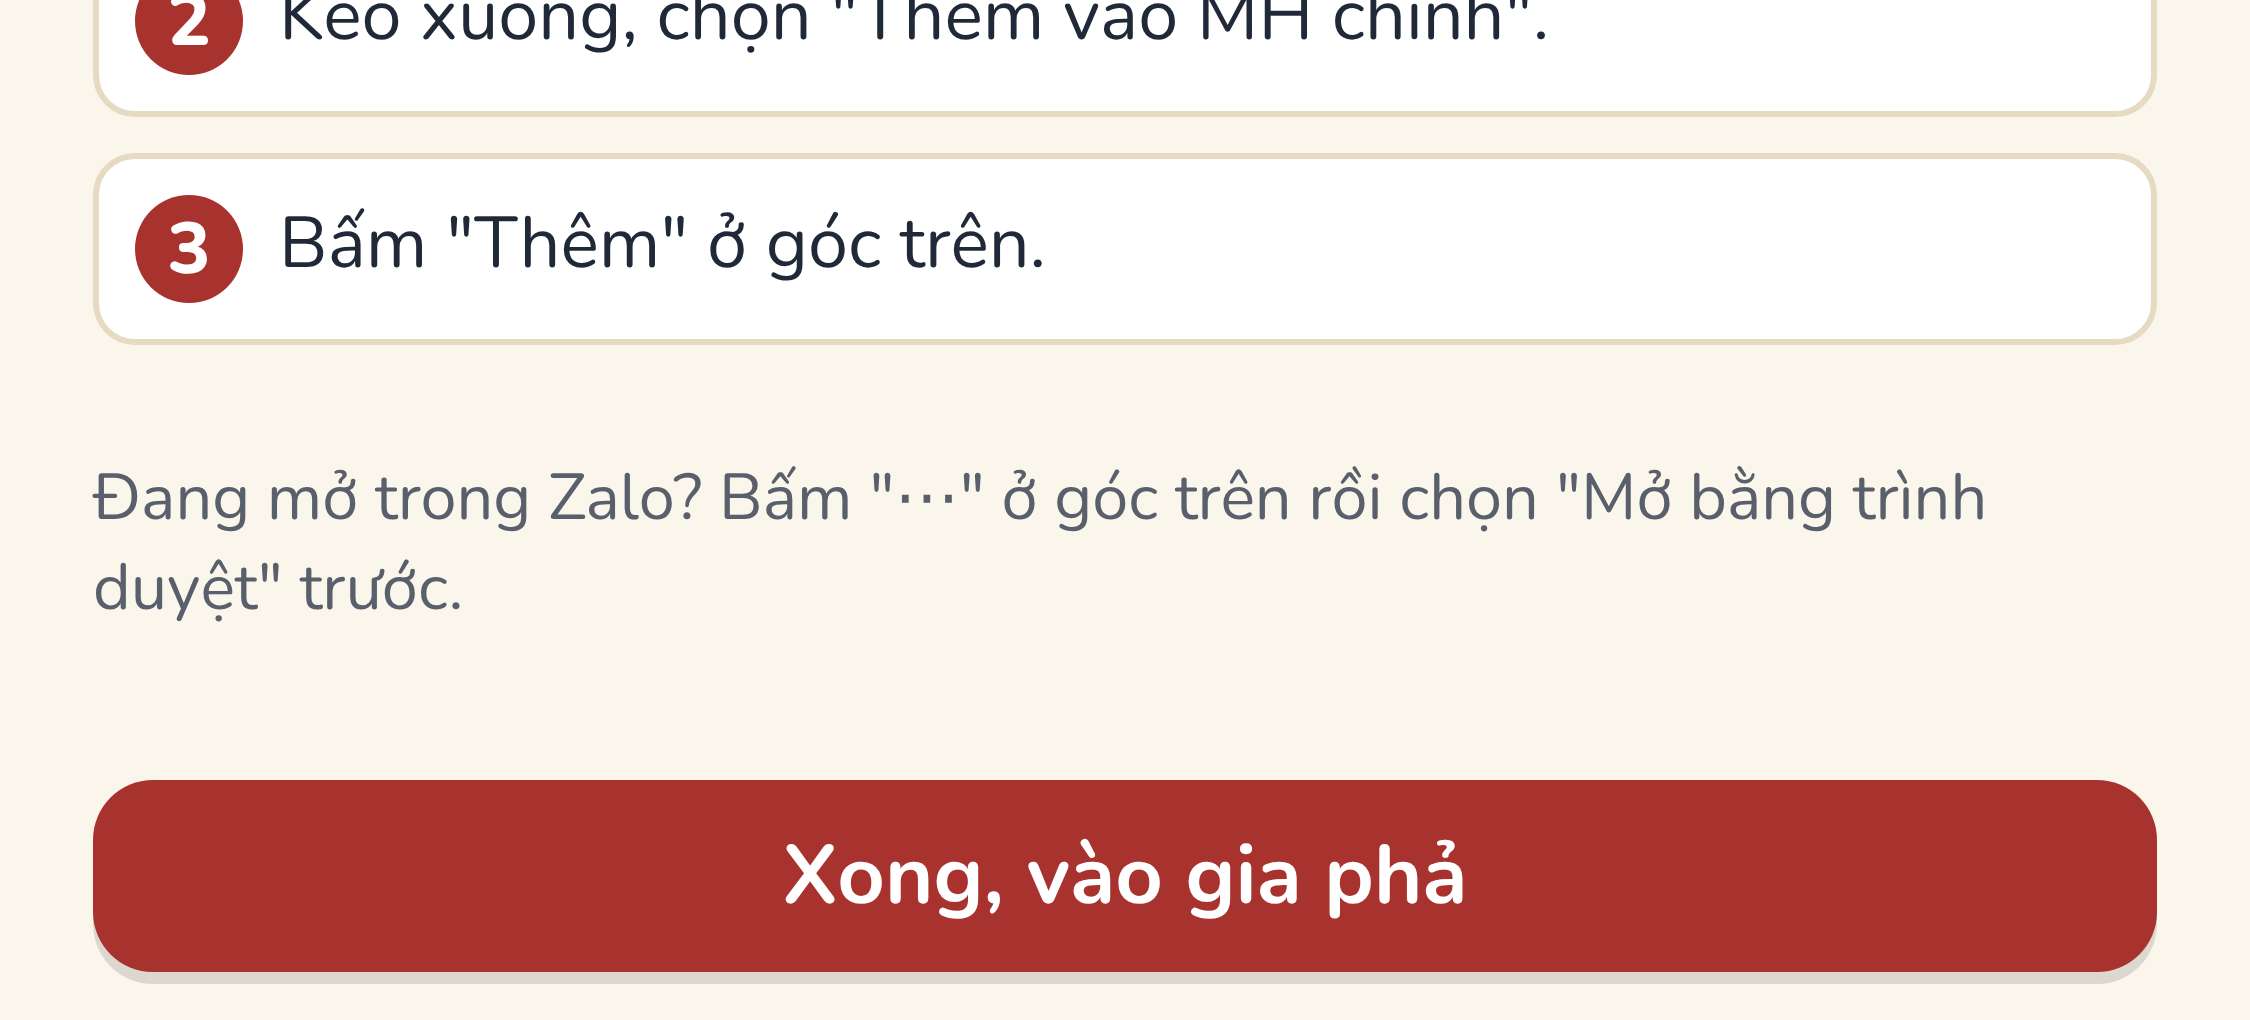 2 Kéo xuống, chọn "Thêm vào MH chính".
3 Bấm "Thêm" ở góc trên.
Đang mở trong Zalo? Bấm "⋯" ở góc trên rồi chọn "Mở bằng trình
duyệt" trước.
Xong, vào gia phả